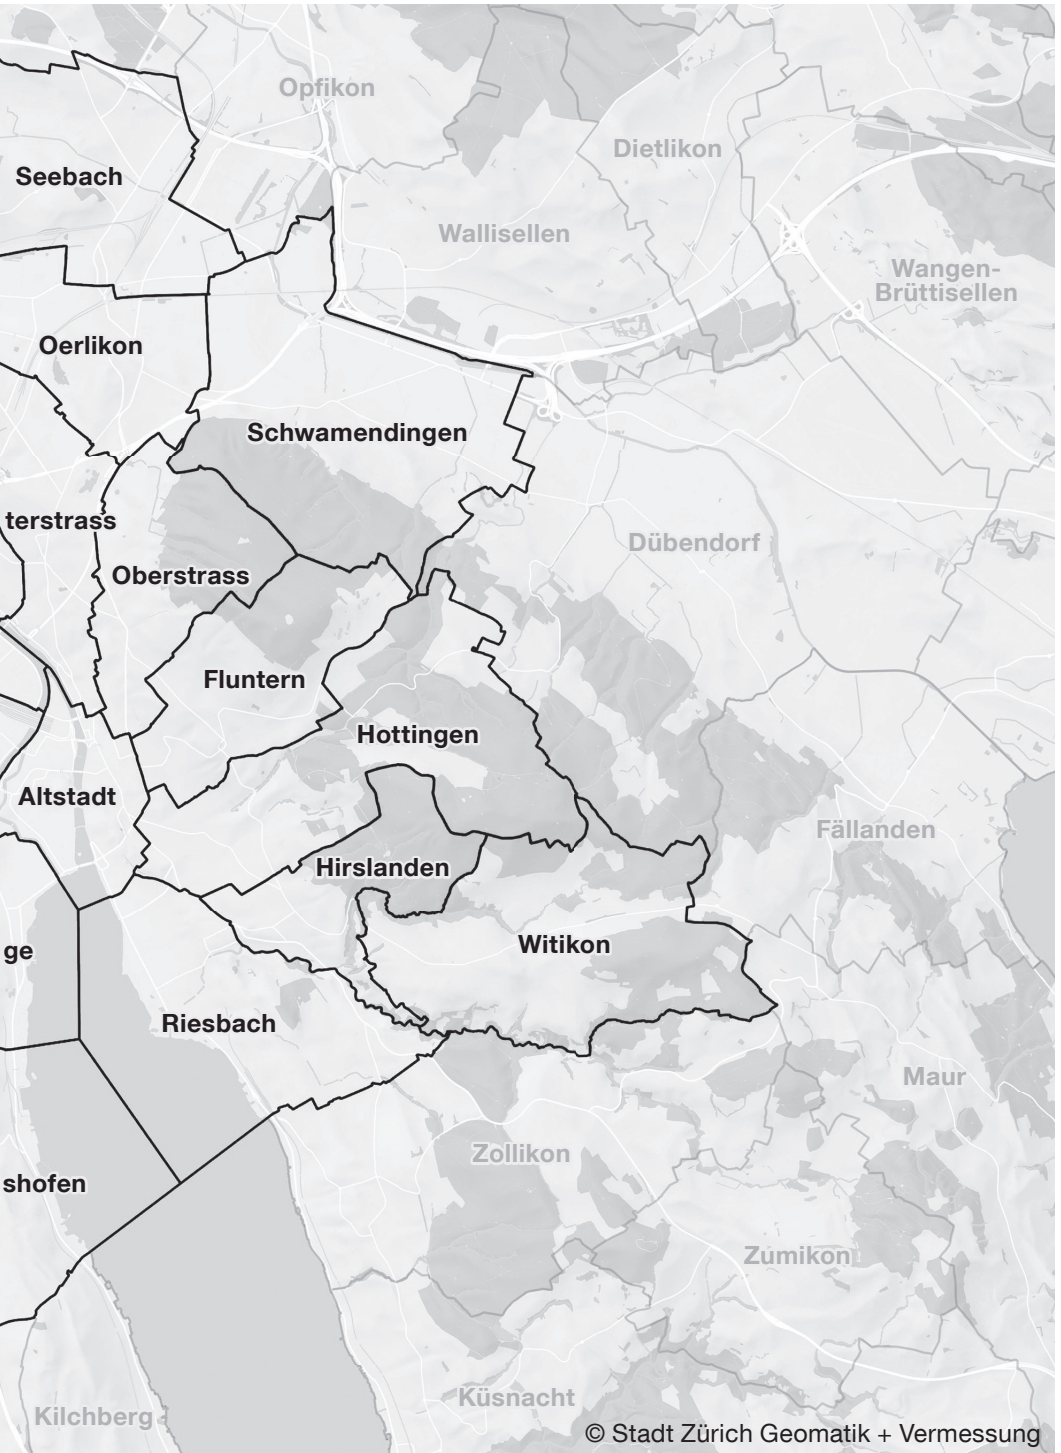 Opfikon
Dietlikon
Seebach
Wallisellen
Wangen-
Brüttisellen
Oerlikon
Schwamendingen
terstrass
Dübendorf
Oberstrass
Fluntern
Hottingen
Altstadt
Fällanden
Hirslanden
Witikon
ge
Riesbach
Maur
Zollikon
shofen
Zumikon
Küsnacht
Kilchberg
© Stadt Zürich Geomatik + Vermessung